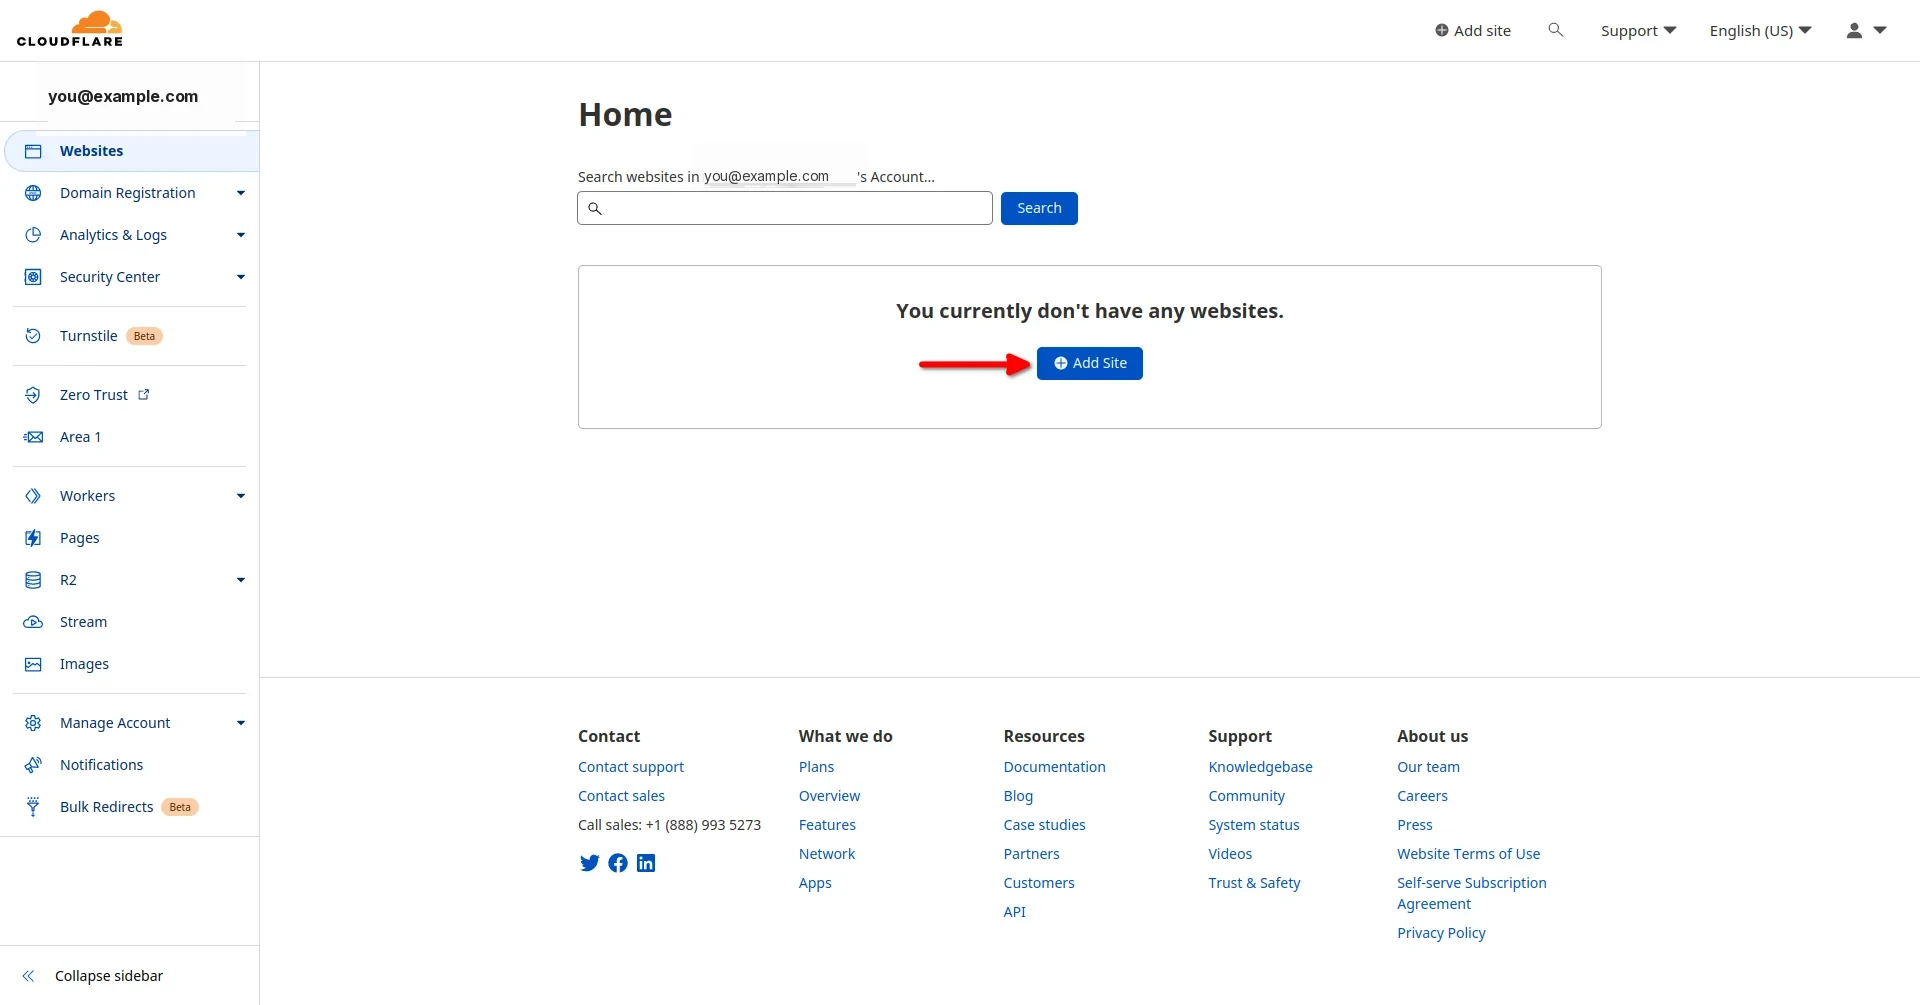 CLOUDFLARE
Add site
Support
English (US)
you@example.com
Websites
Domain Registration
Analytics & Logs
Security Center
Turnstile Beta
Zero Trust
Area 1
Workers
Pages
R2
Stream
Images
Manage Account
Notifications
Bulk Redirects Beta
Collapse sidebar
Home
Search websites in you@example.com 's Account...
Search
You currently don't have any websites.
Add Site
Contact
Contact support
Contact sales
Call sales: +1 (888) 993 5273
What we do
Plans
Overview
Features
Network
Apps
Resources
Documentation
Blog
Case studies
Partners
Customers
API
Support
Knowledgebase
Community
System status
Videos
Trust & Safety
About us
Our team
Careers
Press
Website Terms of Use
Self-serve Subscription
Agreement
Privacy Policy